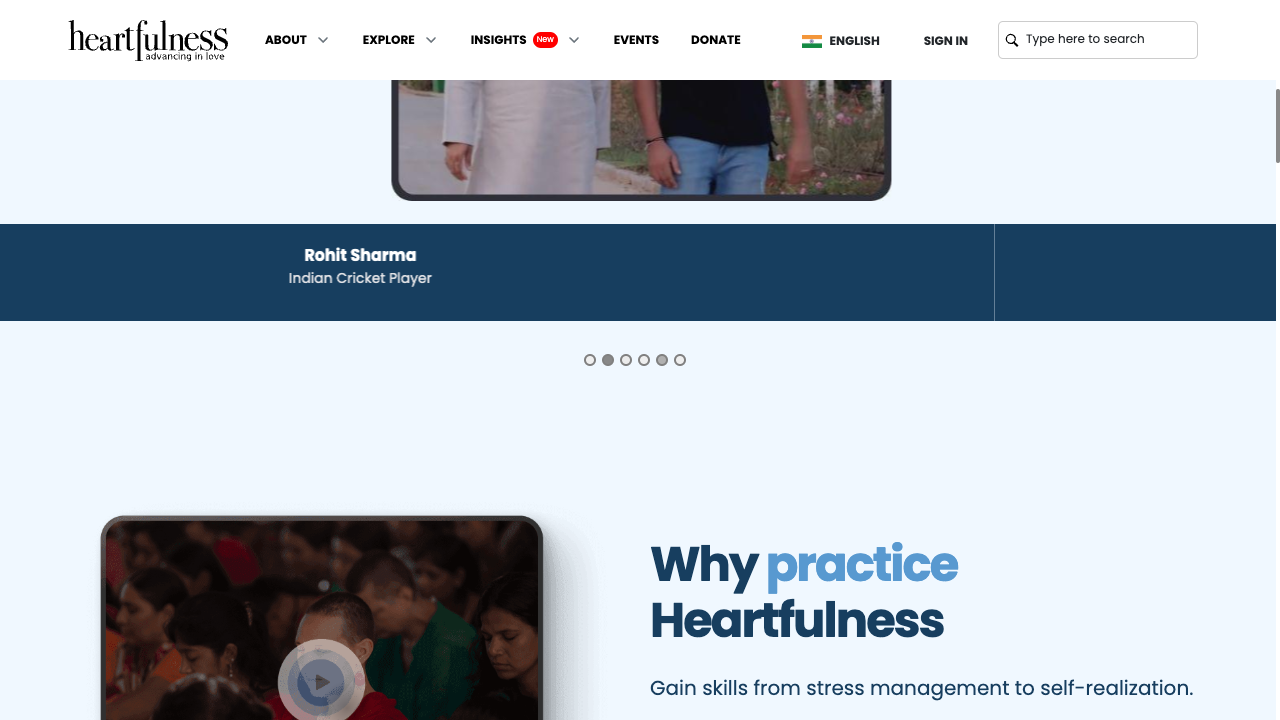 heartfulness
advancing in love
ABOUT
EXPLORE
INSIGHTS New
EVENTS
DONATE
ENGLISH
SIGN IN
Type here to search
Rohit Sharma
Indian Cricket Player
Why practice
Heartfulness
Gain skills from stress management to self-realization.